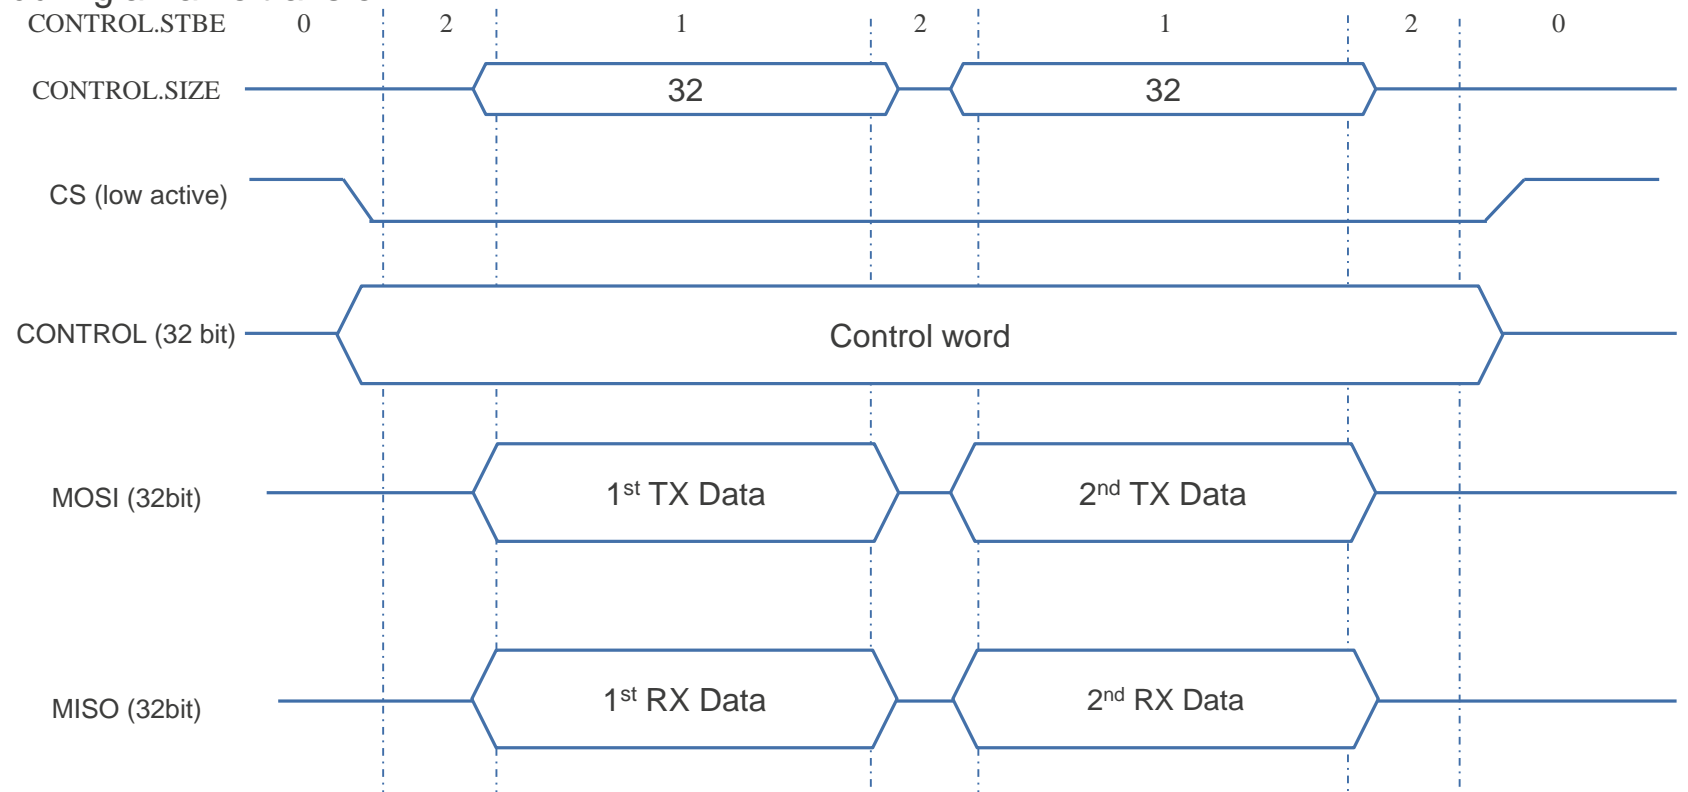 CONTROL.STBE 0 2 1 2 1 2 0
CONTROL.SIZE 32 32
CS (low active)
CONTROL (32 bit) Control word
MOSI (32bit) 1st TX Data 2nd TX Data
MISO (32bit) 1st RX Data 2nd RX Data